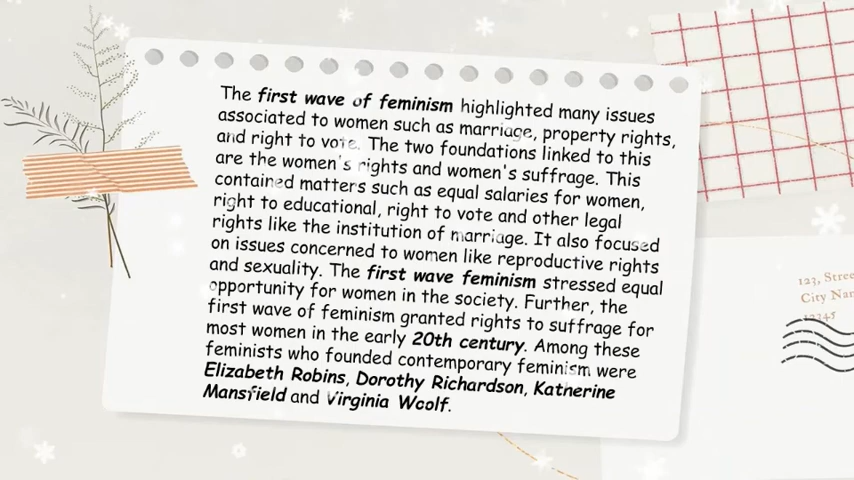 The first wave of feminism highlighted many issues
associated to women such as marriage, property rights,
and right to vote. The two foundations linked to this
are the women's rights and women's suffrage. This
contained matters such as equal salaries for women,
right to educational, right to vote and other legal
rights like the institution of marriage. It also focused
on issues concerned to women like reproductive rights
and sexuality. The first wave feminism stressed equal
opportunity for women in the society. Further, the
first wave of feminism granted rights to suffrage for
most women in the early 20th century. Among these
feminists who founded contemporary feminism were
Elizabeth Robins, Dorothy Richardson, Katherine
Mansfield and Virginia Woolf.
123, Stree
City Nar
12345